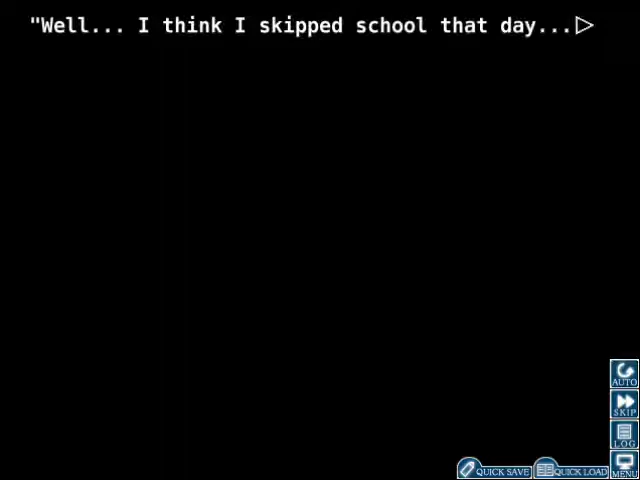 "Well... I think I skipped school that day...
AUTO
SKIP
LOG
QUICK SAVE
QUICK LOAD
MENU